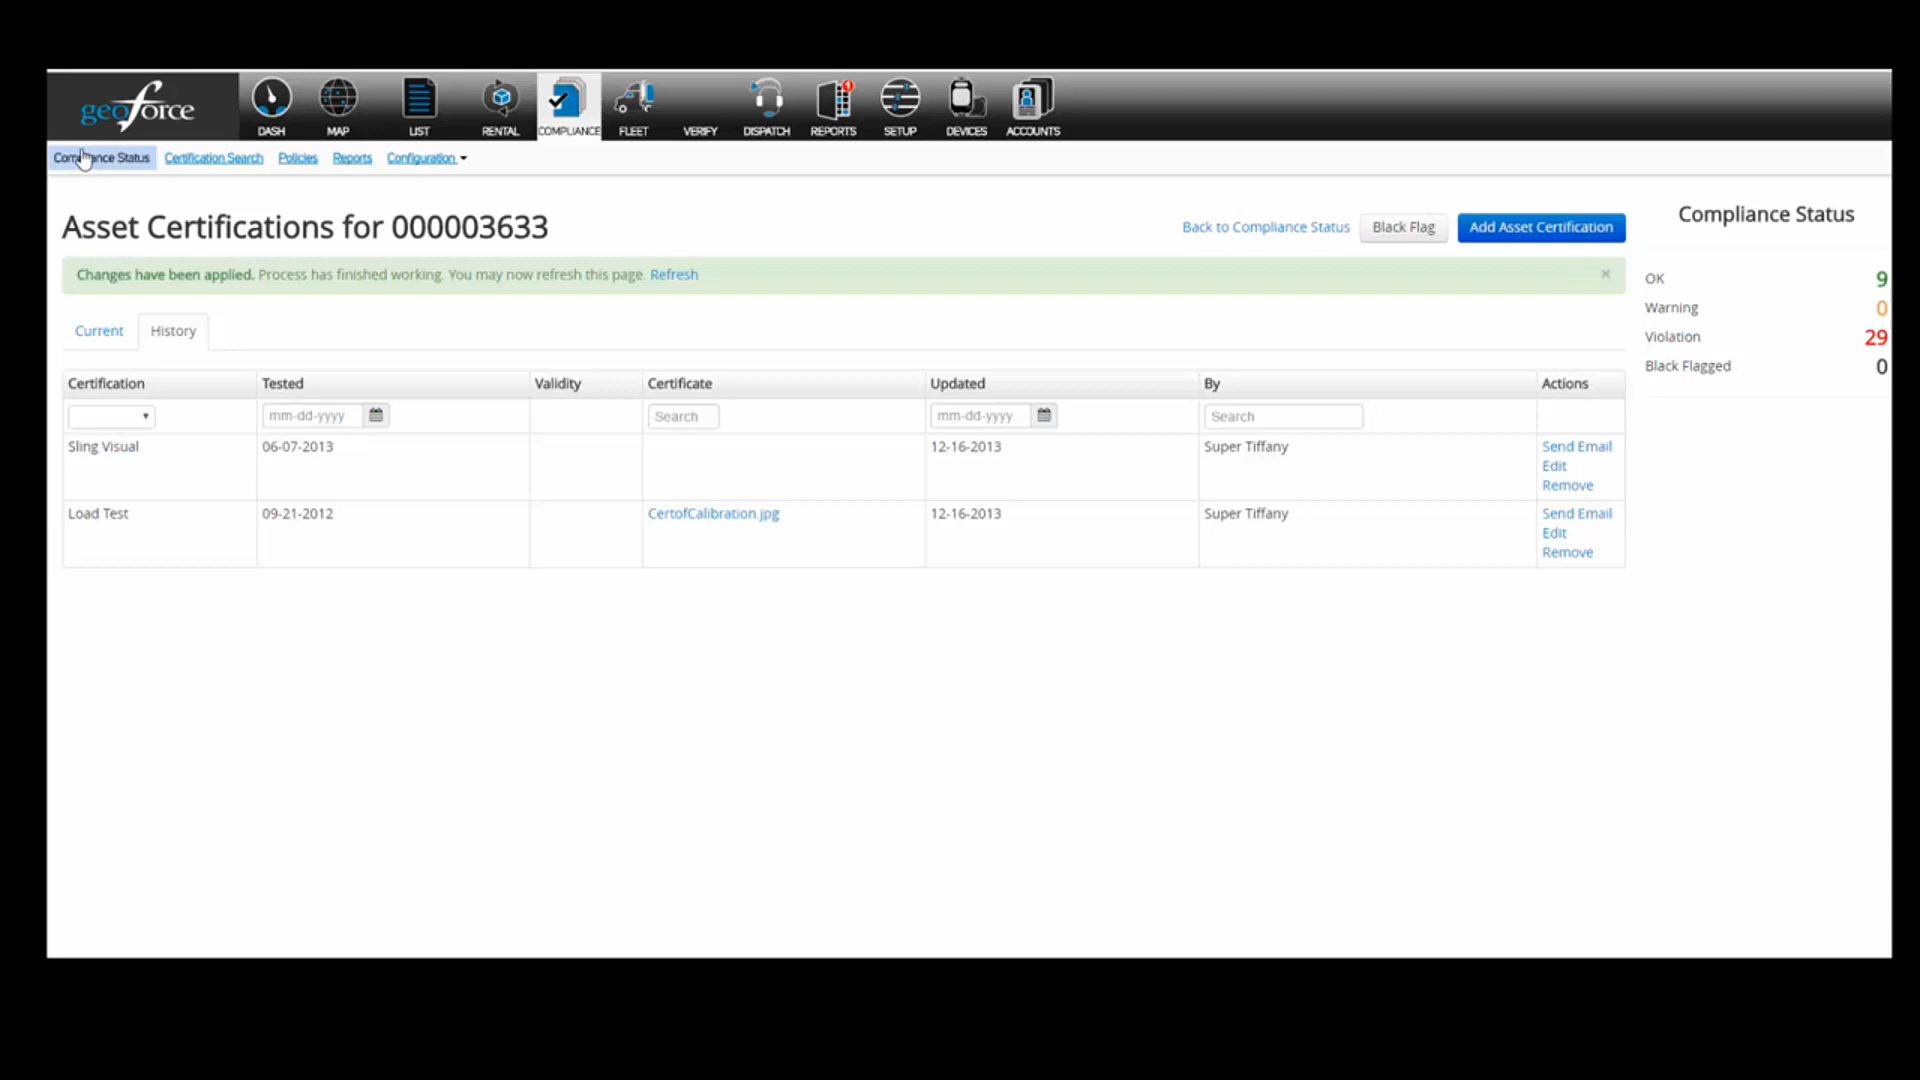 geoforce
DASH
MAP
LIST
RENTAL
COMPLIANCE
FLEET
VERIFY
DISPATCH
REPORTS
1
SETUP
DEVICES
ACCOUNTS
Compliance Status Certification Search Policies Reports Configuration
Asset Certifications for 000003633
Back to Compliance Status Black Flag Add Asset Certification
Changes have been applied. Process has finished working. You may now refresh this page. Refresh ×
Current History
Certification Tested Validity Certificate Updated By Actions
mm-dd-yyyy Search mm-dd-yyyy Search
Sling Visual 06-07-2013 12-16-2013 Super Tiffany Send Email
Edit
Remove
Load Test 09-21-2012 CertofCalibration.jpg 12-16-2013 Super Tiffany Send Email
Edit
Remove
Compliance Status
OK 9
Warning 0
Violation 29
Black Flagged 0